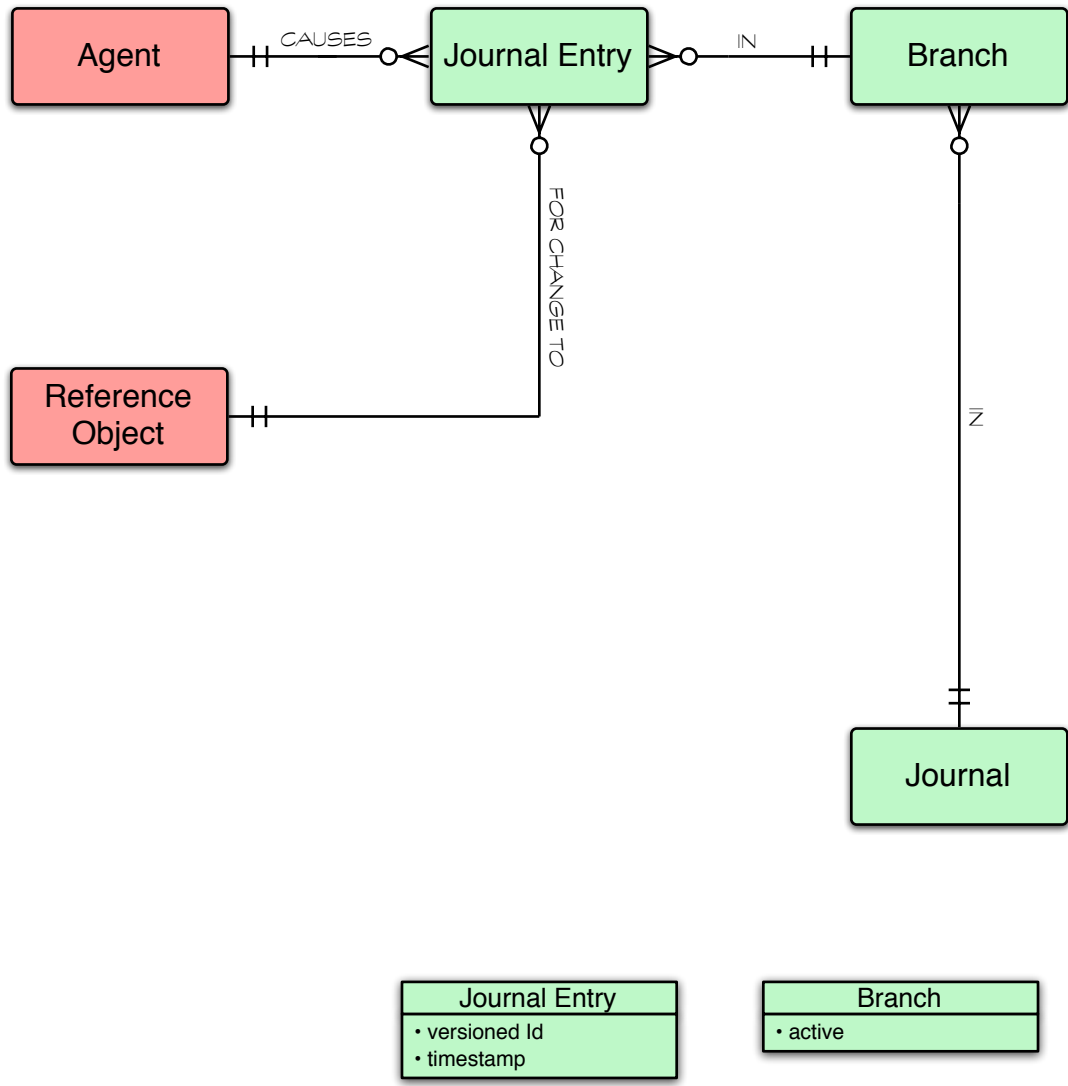 Agent
CAUSES
Journal Entry
IN
Branch
FOR CHANGE TO
Reference
Object
IN
Journal
Journal Entry
• versioned Id
• timestamp
Branch
• active